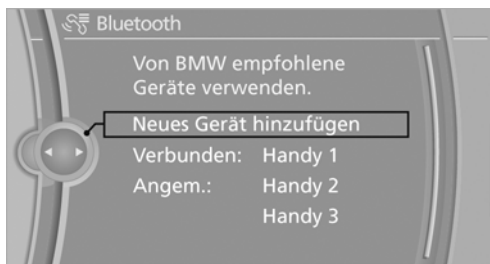 Bluetooth
Von BMW empfohlene
Geräte verwenden.
Neues Gerät hinzufügen
Verbunden: Handy 1
Angem.: Handy 2
Handy 3